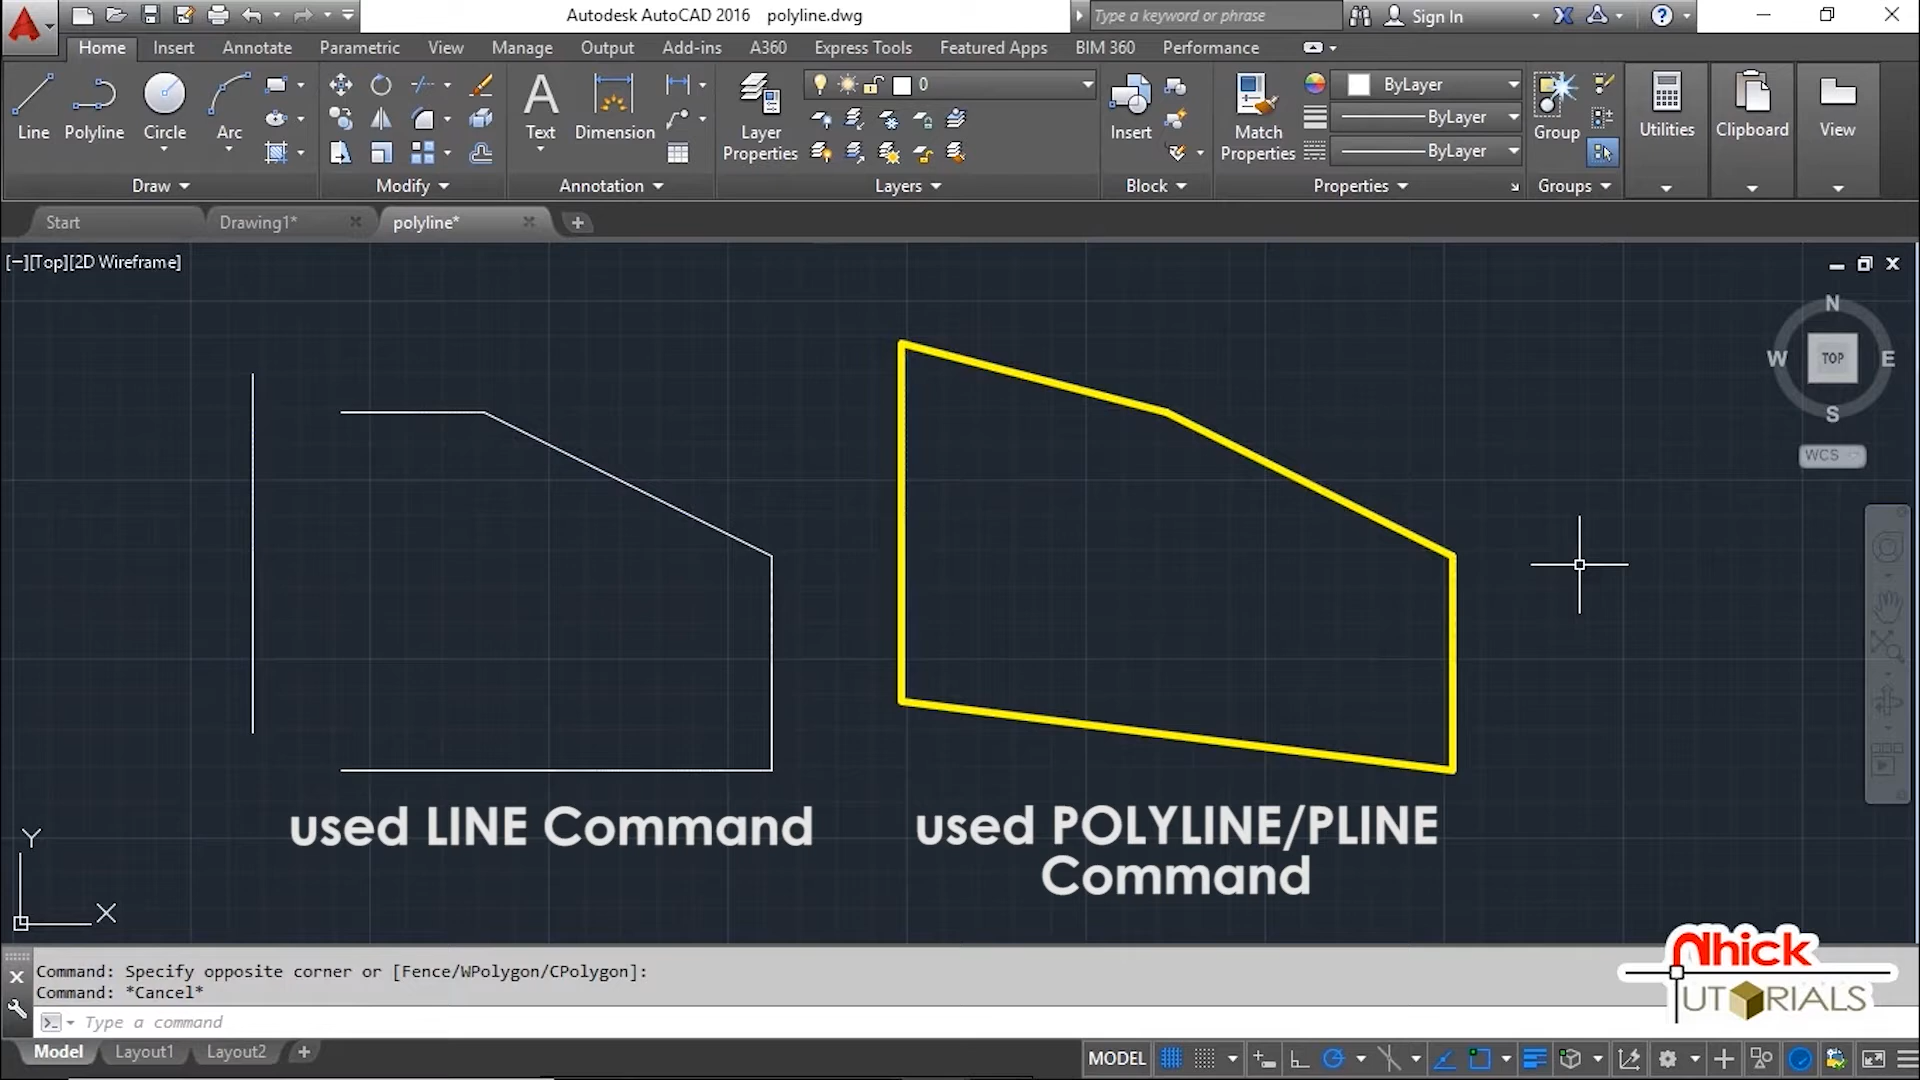 Autodesk AutoCAD 2016 polyline.dwg
Type a keyword or phrase
Sign In
Home Insert Annotate Parametric View Manage Output Add-ins A360 Express Tools Featured Apps BIM 360 Performance
Line Polyline Circle Arc
Text Dimension
Layer Properties
0
Insert
Match Properties
ByLayer
ByLayer
ByLayer
Group
Utilities
Clipboard
View
Draw Modify Annotation Layers Block Properties Groups
Start Drawing1* polyline*
[−][Top][2D Wireframe]
N
W TOP E
S
WCS
used LINE Command
used POLYLINE/PLINE
Command
Y
X
Command: Specify opposite corner or [Fence/WPolygon/CPolygon]:
Command: *Cancel*
Type a command
Nhick
TUTORIALS
Model Layout1 Layout2
MODEL